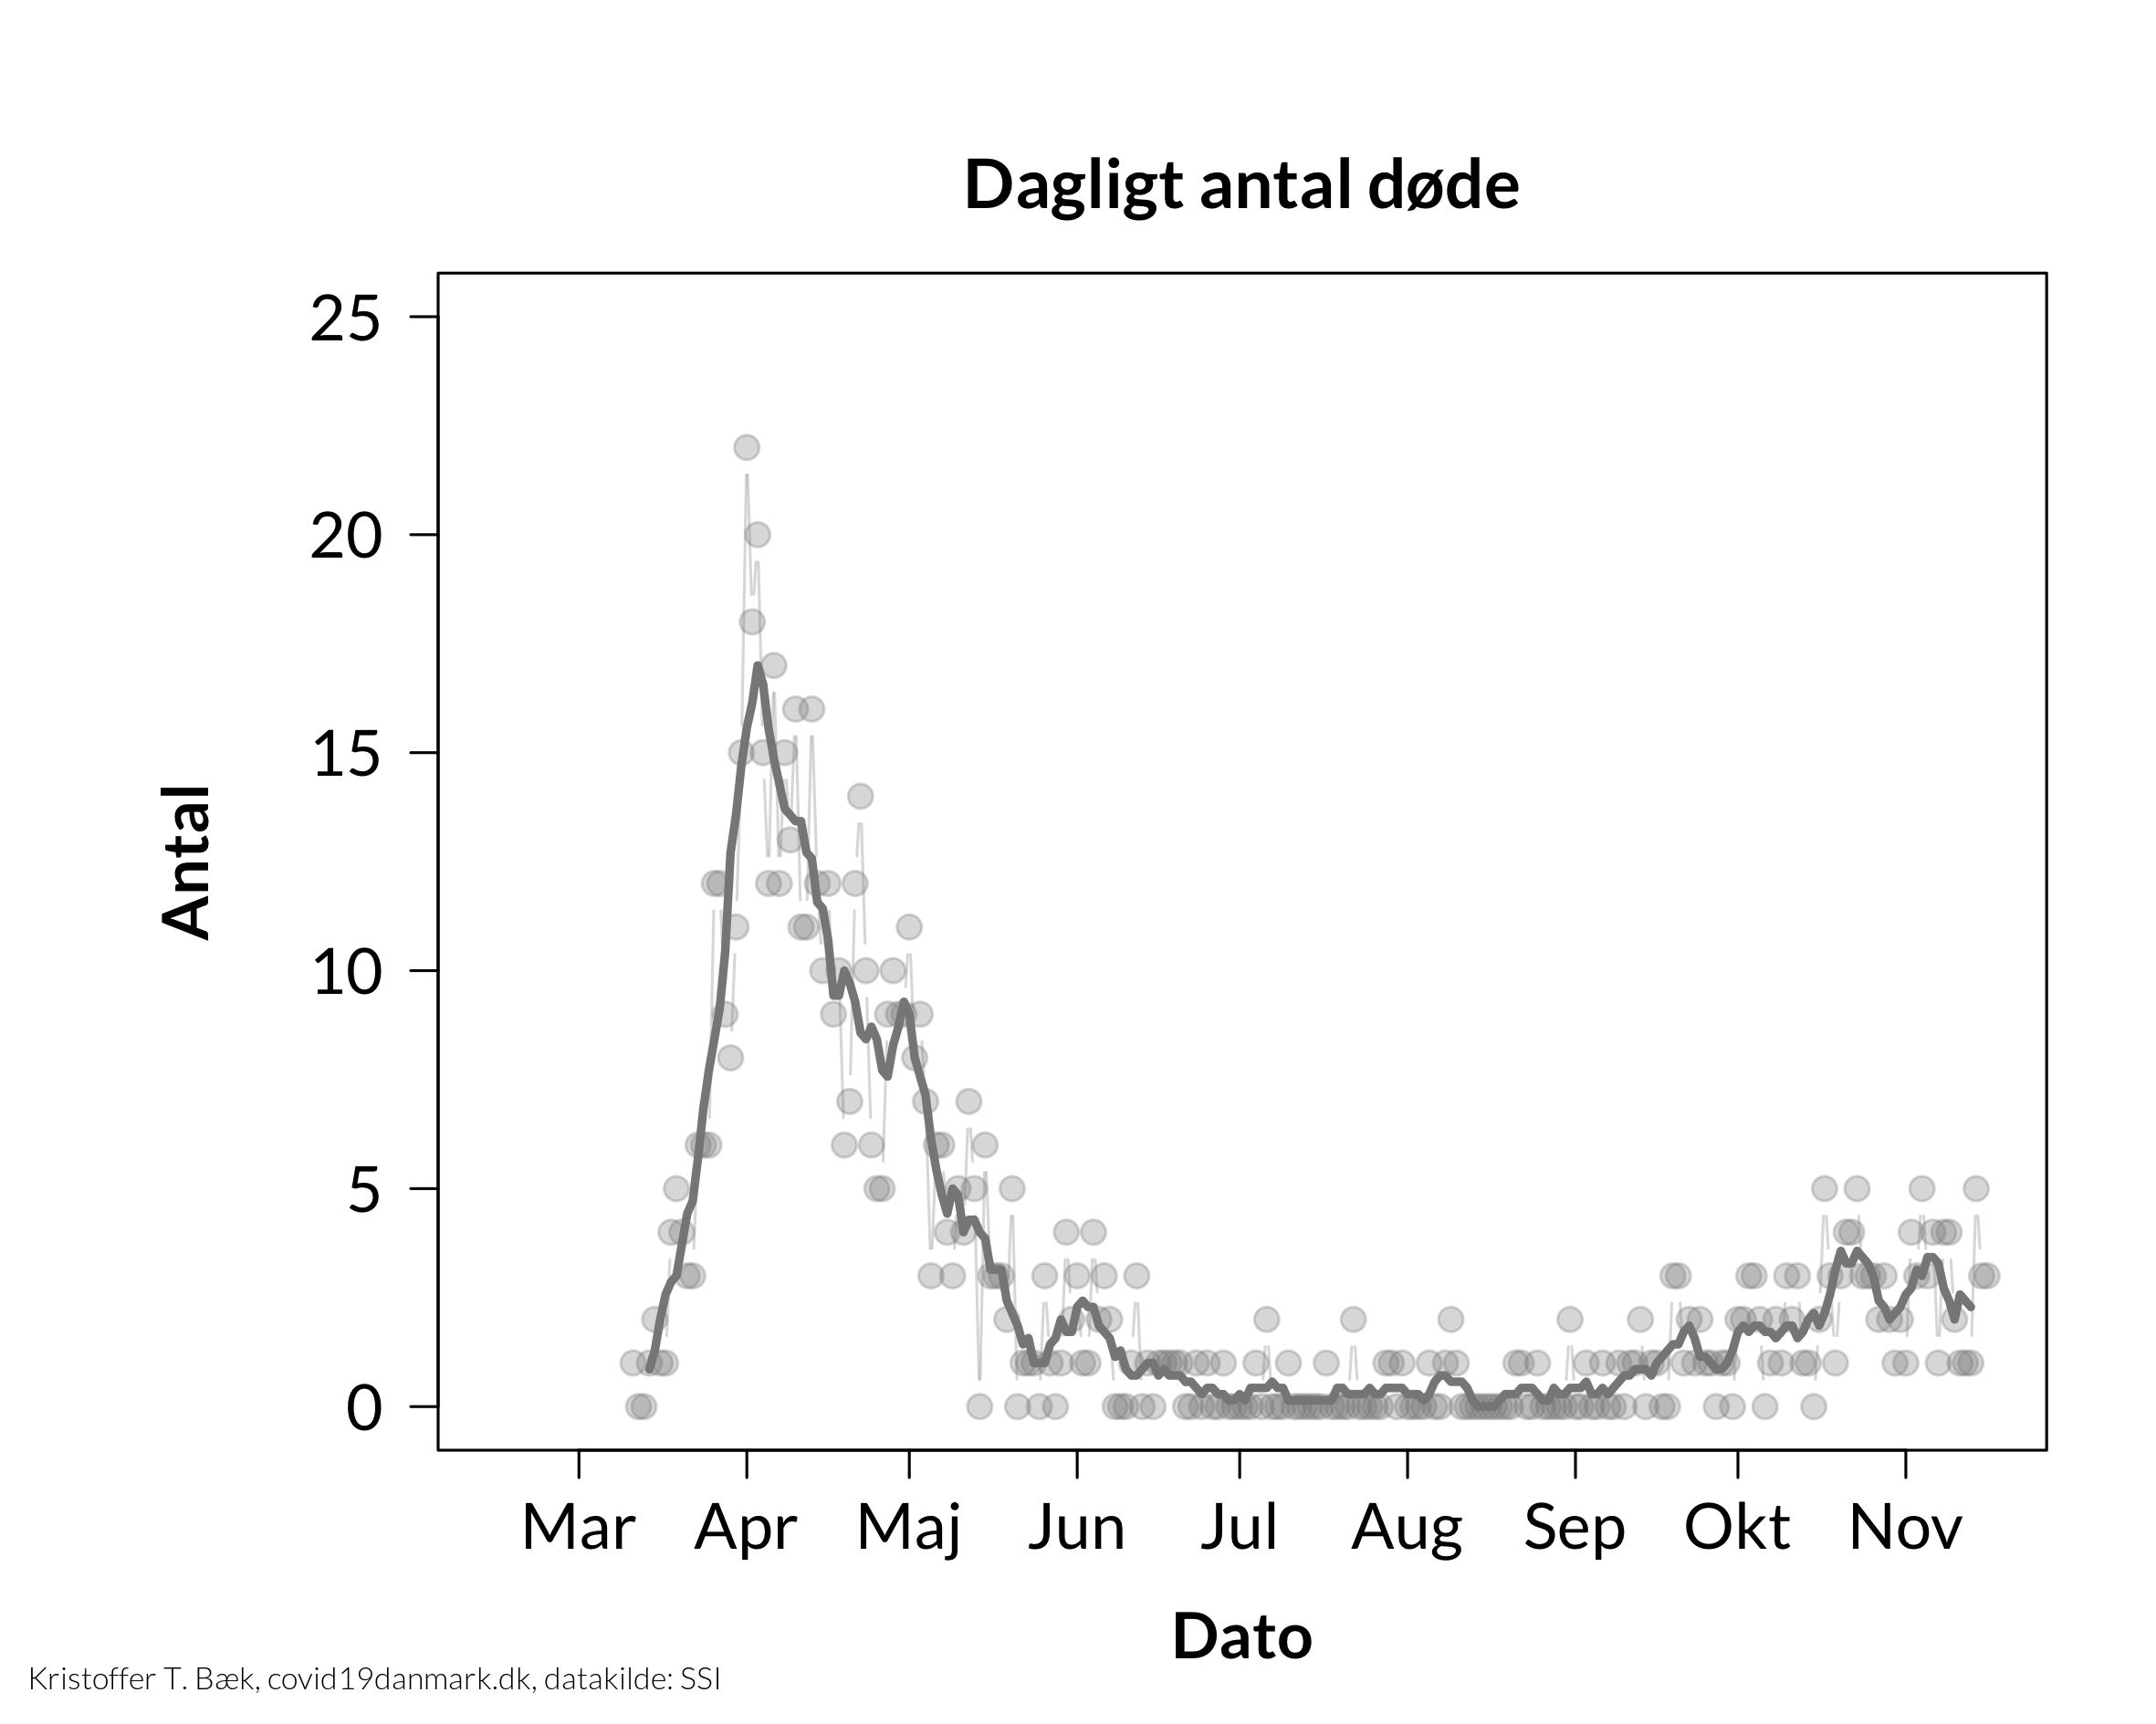 Dagligt antal døde
25
20
15
10
5
0
Antal
Mar Apr Maj Jun Jul Aug Sep Okt Nov
Dato
Kristoffer T. Bæk, covid19danmark.dk, datakilde: SSI